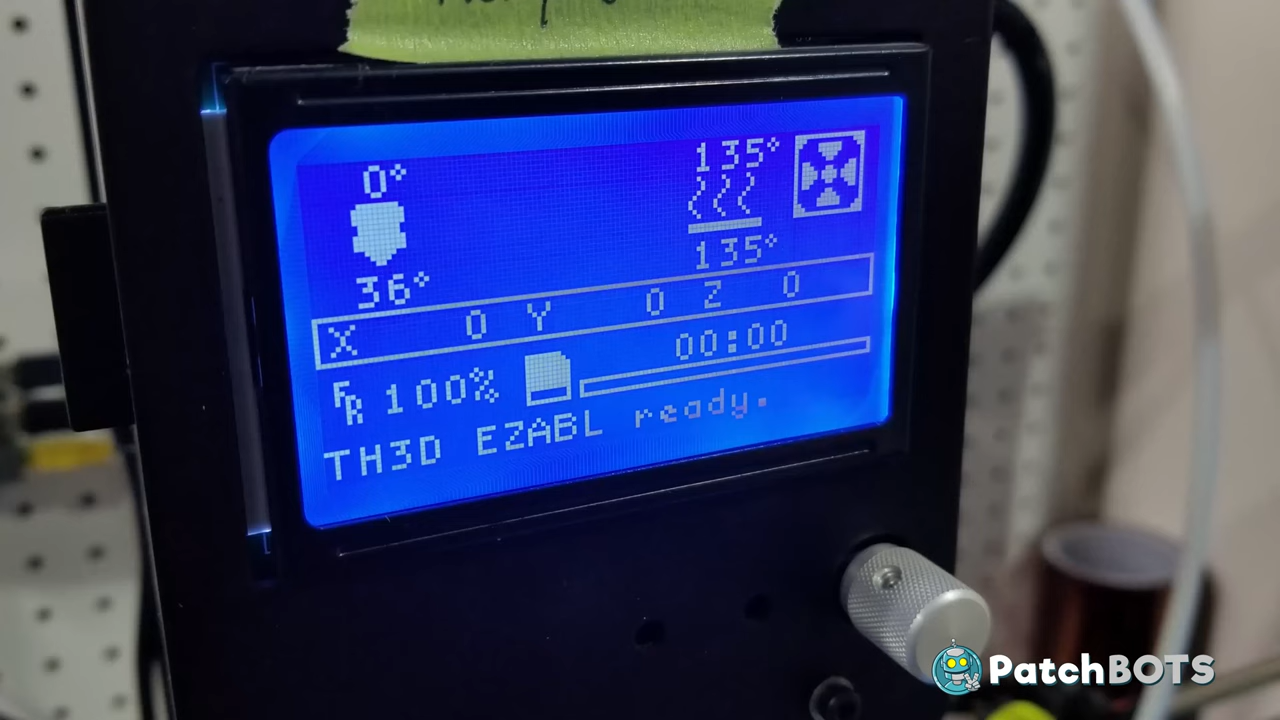 0° 135°
36° 135°
X 0 Y 0 Z 0
FR 100% 00:00
TH3D EZABL ready.
PatchBOTS